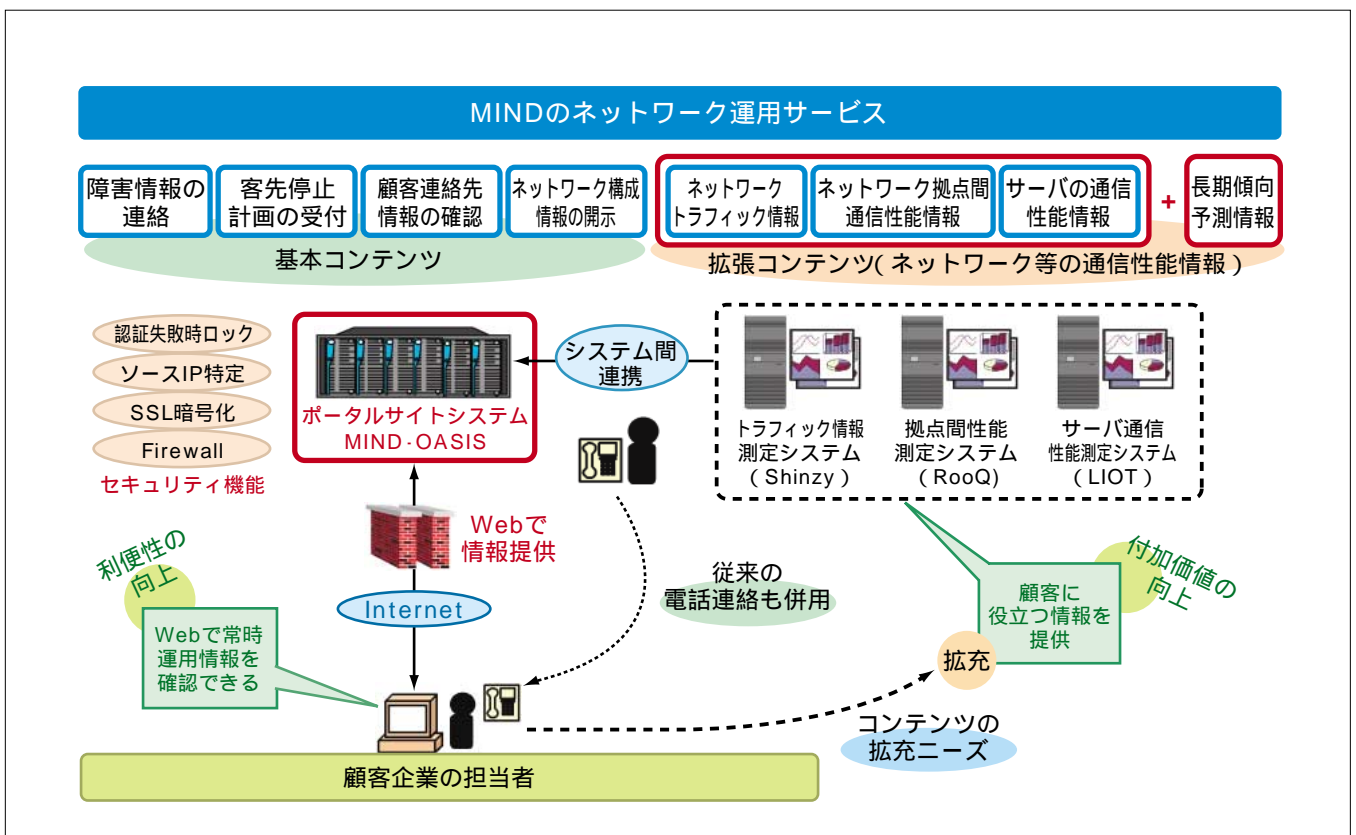 MINDのネットワーク運用サービス
障害情報の
連絡
客先停止
計画の受付
顧客連絡先
情報の確認
ネットワーク構成
情報の開示
ネットワーク
トラフィック情報
ネットワーク拠点間
通信性能情報
サーバの通信
性能情報
+
長期傾向
予測情報
基本コンテンツ
拡張コンテンツ(ネットワーク等の通信性能情報)
認証失敗時ロック
ソースIP特定
SSL暗号化
Firewall
セキュリティ機能
ポータルサイトシステム
MIND-OASIS
システム間
連携
トラフィック情報
測定システム
(Shinzy)
拠点間性能
測定システム
(RooQ)
サーバ通信
性能測定システム
(LIOT)
Webで
情報提供
Internet
従来の
電話連絡も併用
利便性の
向上
Webで常時
運用情報を
確認できる
付加価値の
向上
顧客に
役立つ情報を
提供
拡充
コンテンツの
拡充ニーズ
顧客企業の担当者